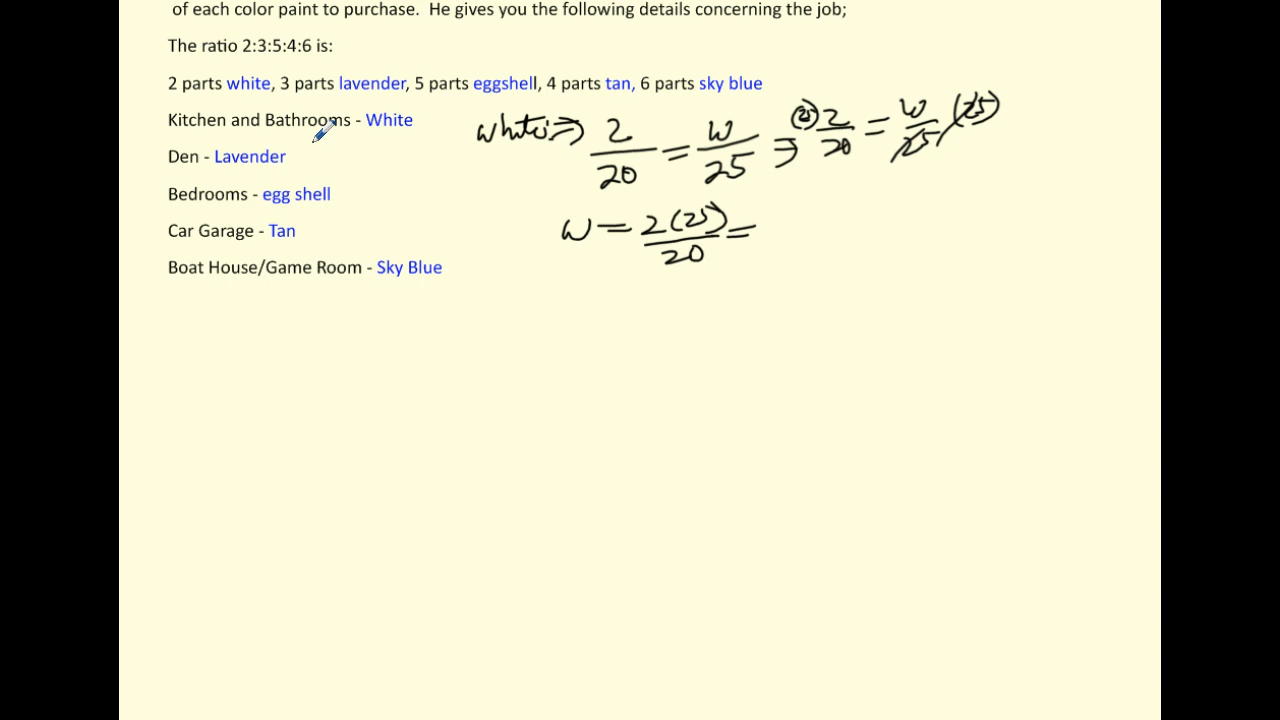 of each color paint to purchase. He gives you the following details concerning the job;
The ratio 2:3:5:4:6 is:
2 parts white, 3 parts lavender, 5 parts eggshell, 4 parts tan, 6 parts sky blue
Kitchen and Bathrooms - White
Den - Lavender
Bedrooms - egg shell
Car Garage - Tan
Boat House/Game Room - Sky Blue
white ⇒ 2/20 = W/25 ⇒ (25) 2/20 = W/25 (25)
W = 2(25)/20 =